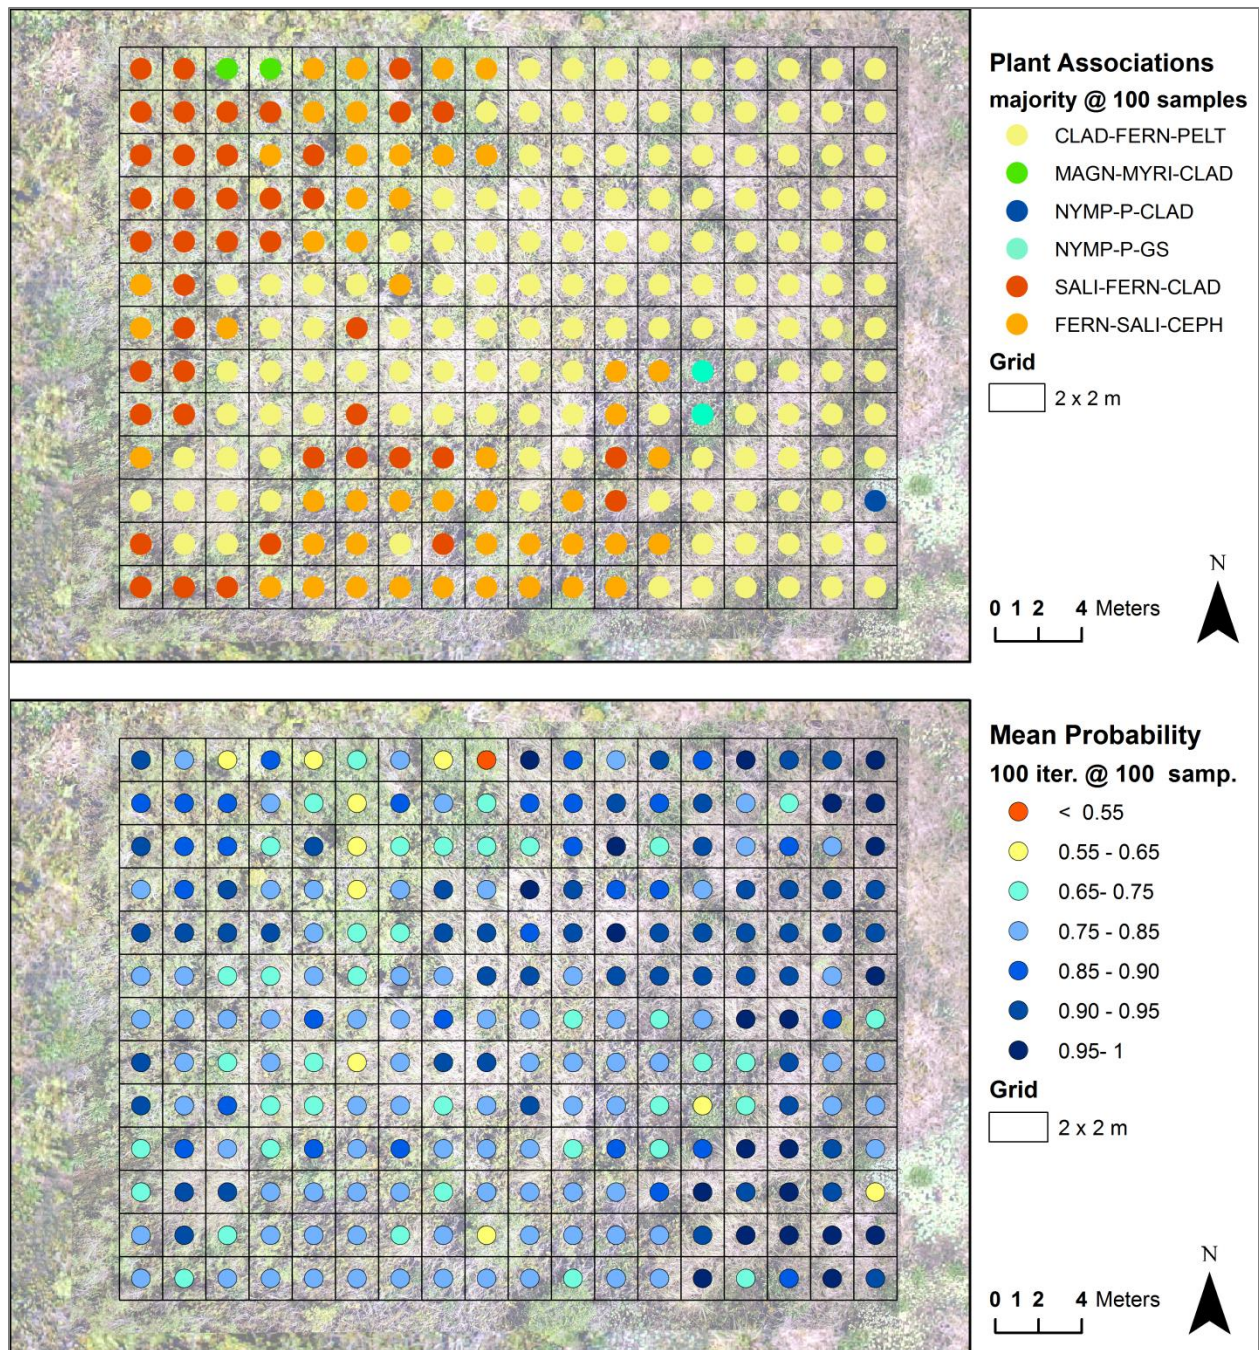 Plant Associations
majority @ 100 samples
CLAD-FERN-PELT
MAGN-MYRI-CLAD
NYMP-P-CLAD
NYMP-P-GS
SALI-FERN-CLAD
FERN-SALI-CEPH
Grid
2 x 2 m
N
0 1 2 4 Meters
Mean Probability
100 iter. @ 100 samp.
< 0.55
0.55 - 0.65
0.65- 0.75
0.75 - 0.85
0.85 - 0.90
0.90 - 0.95
0.95- 1
Grid
2 x 2 m
N
0 1 2 4 Meters